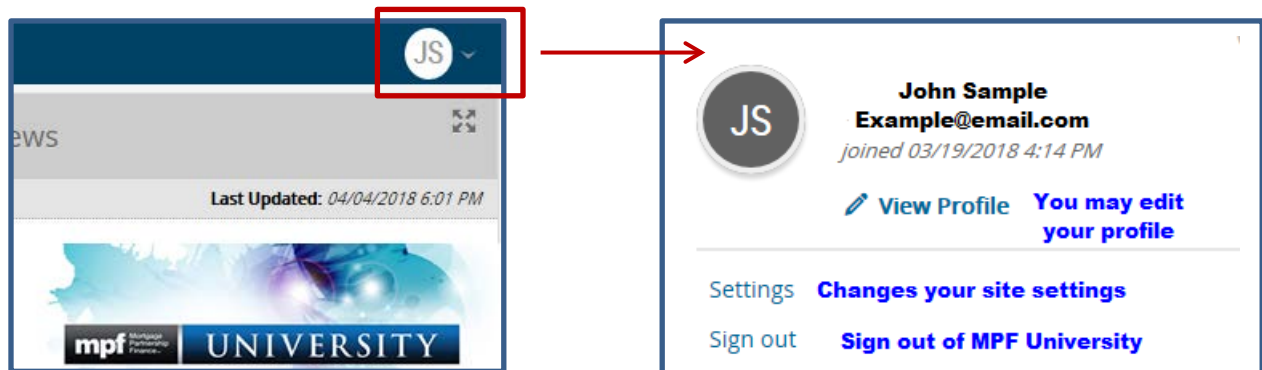 JS
ews
Last Updated: 04/04/2018 6:01 PM
mpf Mortgage Partnership Finance UNIVERSITY
JS
John Sample
Example@email.com
joined 03/19/2018 4:14 PM
View Profile You may edit
your profile
Settings Changes your site settings
Sign out Sign out of MPF University